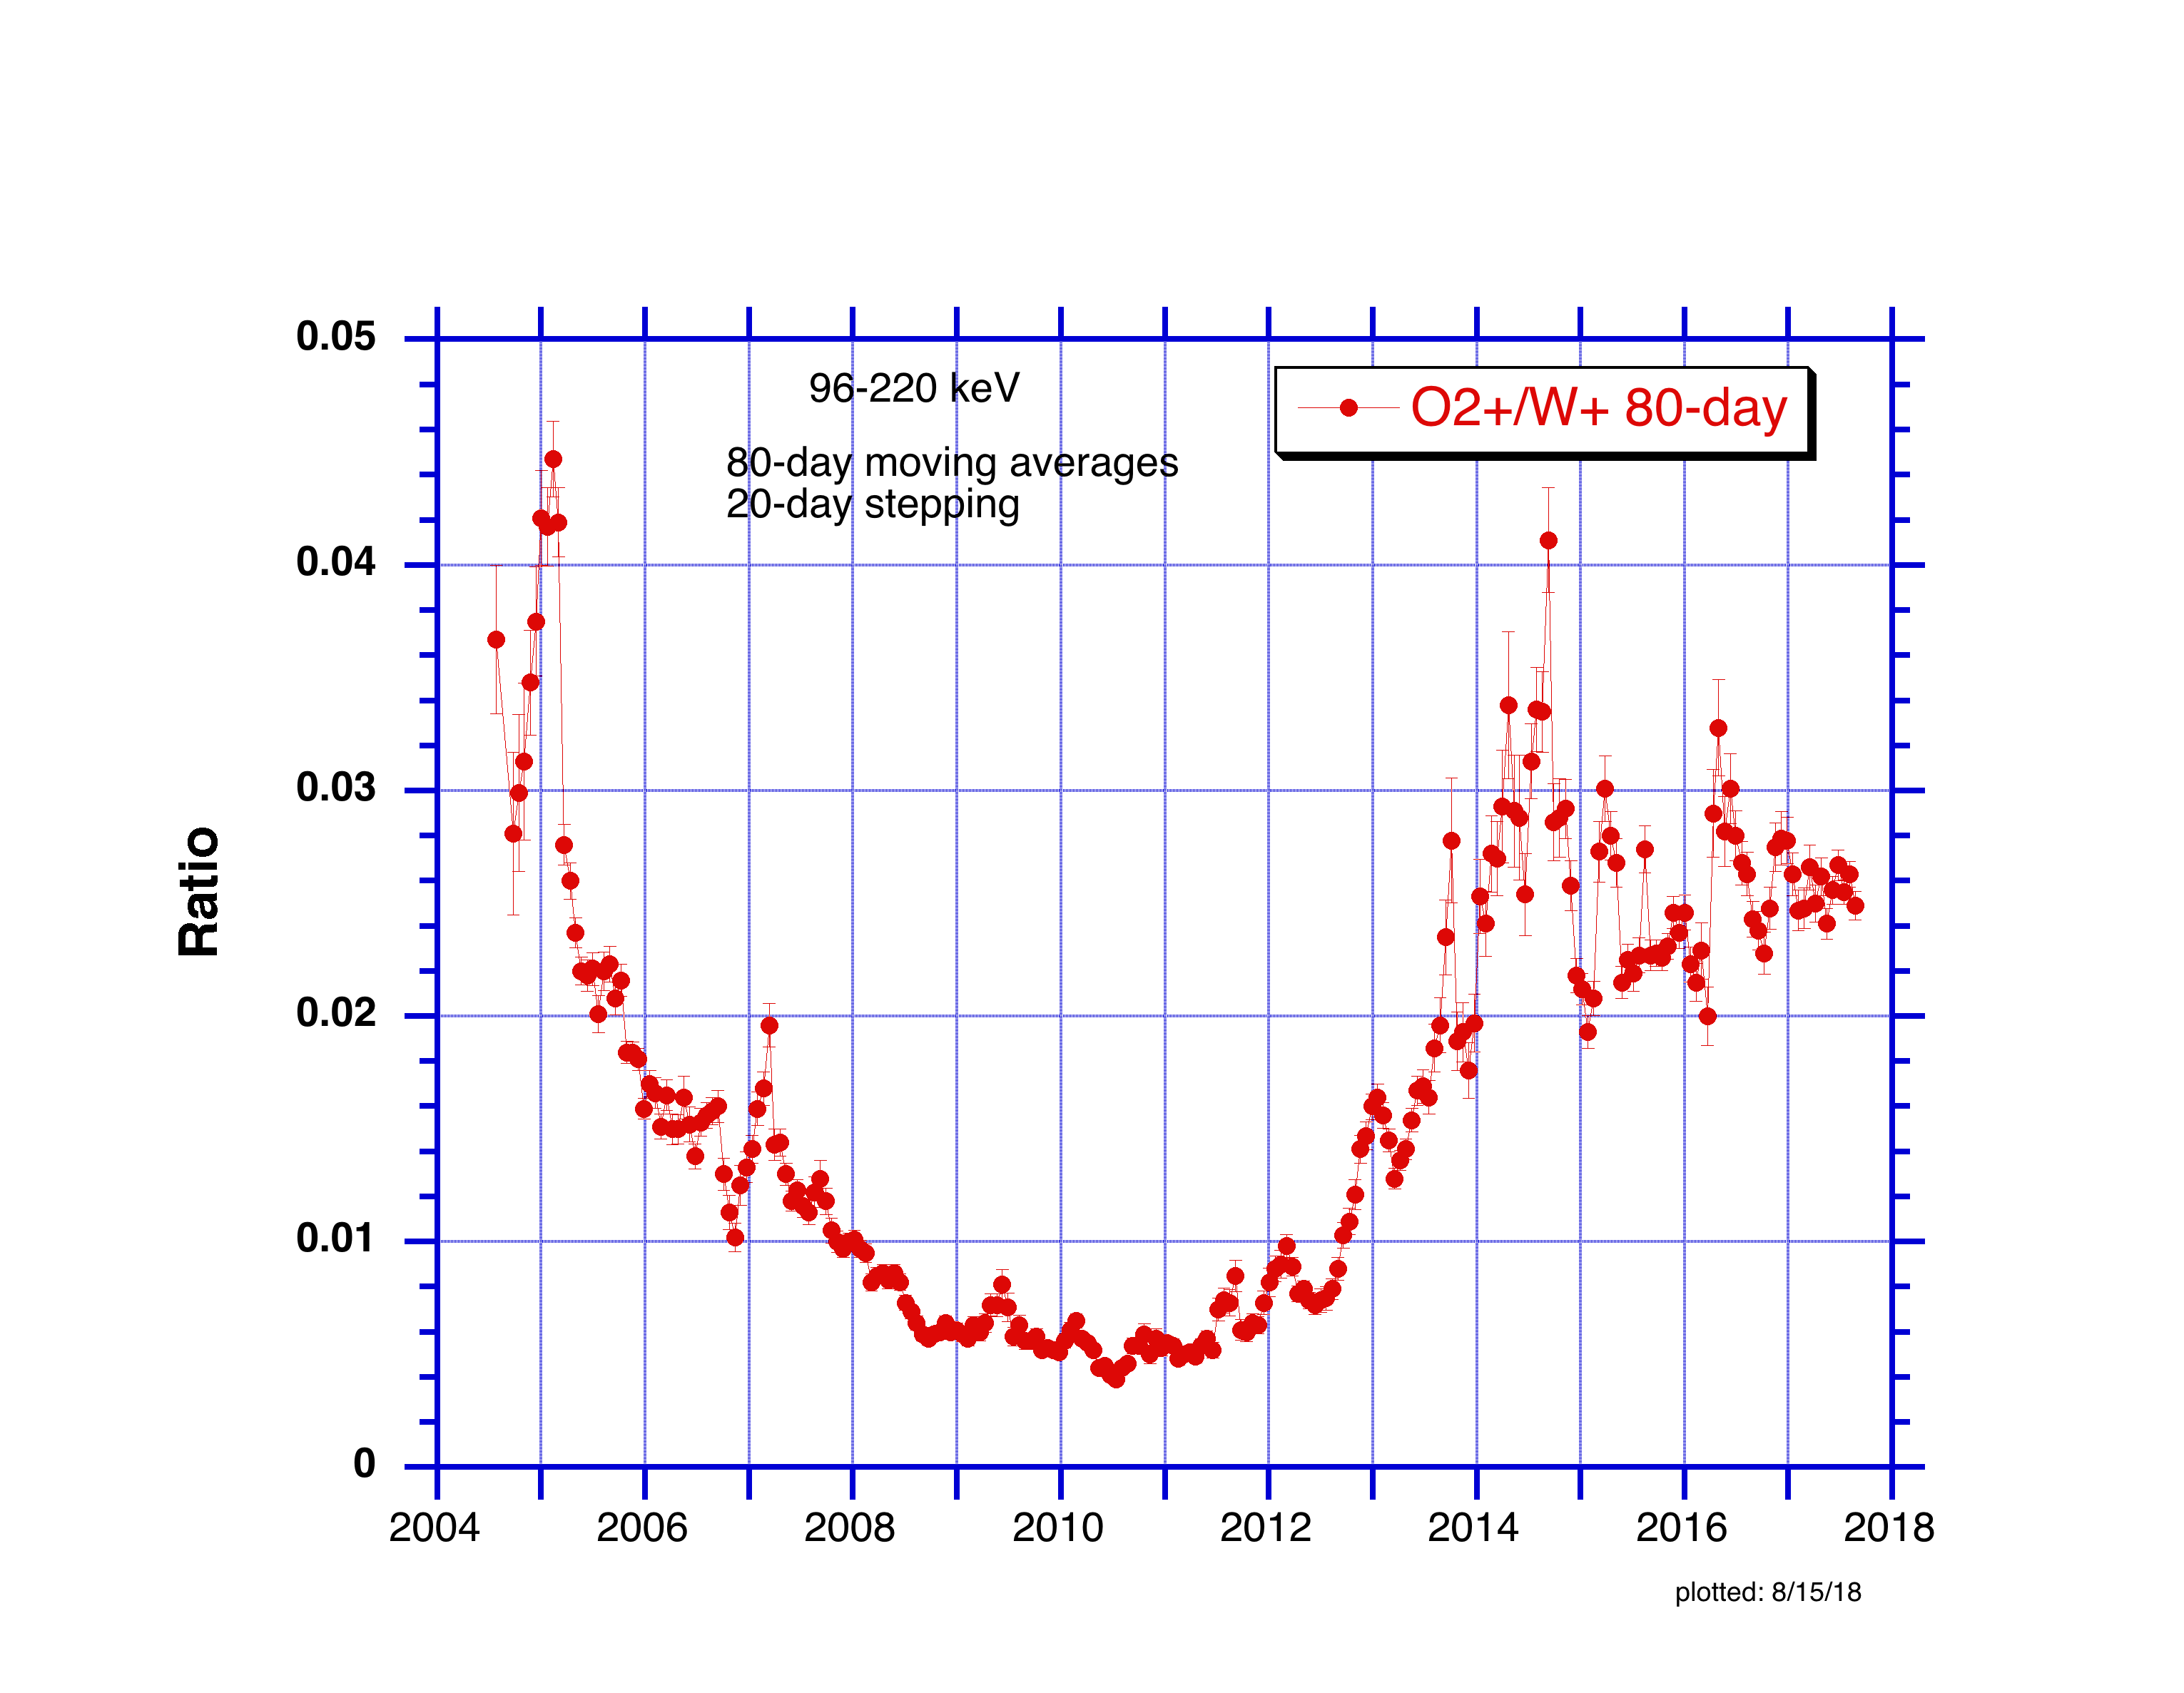 96-220 keV
O2+/W+ 80-day
80-day moving averages
20-day stepping
Ratio
0.05
0.04
0.03
0.02
0.01
0
2004 2006 2008 2010 2012 2014 2016 2018
plotted: 8/15/18